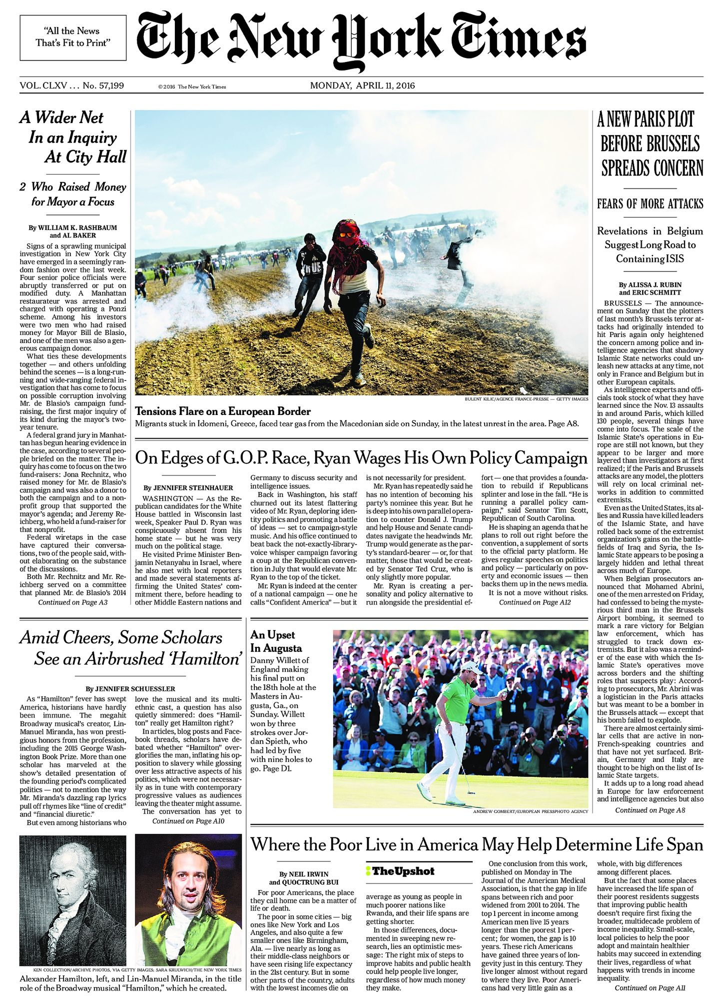 “All the News
That’s Fit to Print”
The New York Times
VOL. CLXV . . . No. 57,199
© 2016 The New York Times
MONDAY, APRIL 11, 2016
A Wider Net
In an Inquiry
At City Hall
2 Who Raised Money
for Mayor a Focus
By WILLIAM K. RASHBAUM
and AL BAKER
Signs of a sprawling municipal
investigation in New York City
have emerged in a seemingly ran-
dom fashion over the last week.
Four senior police officials were
abruptly transferred or put on
modified duty. A Manhattan
restaurateur was arrested and
charged with operating a Ponzi
scheme. Among his investors
were two men who had raised
money for Mayor Bill de Blasio,
and one of the men was also a gen-
erous campaign donor.
What ties these developments
together — and others unfolding
behind the scenes — is a long-run-
ning and wide-ranging federal in-
vestigation that has come to focus
on possible corruption involving
Mr. de Blasio’s campaign fund-
raising, the first major inquiry of
its kind during the mayor’s two-
year tenure.
A federal grand jury in Manhat-
tan has begun hearing evidence in
the case, according to several peo-
ple briefed on the matter. The in-
quiry has come to focus on the two
fund-raisers: Jona Rechnitz, who
raised money for Mr. de Blasio’s
campaign and was also a donor to
both the campaign and to a non-
profit group that supported the
mayor’s agenda; and Jeremy Re-
ichberg, who held a fund-raiser for
that nonprofit.
Federal wiretaps in the case
have captured their conversa-
tions, two of the people said, with-
out elaborating on the substance
of the discussions.
Both Mr. Rechnitz and Mr. Re-
ichberg served on a committee
that planned Mr. de Blasio’s 2014
Continued on Page A3
TRUE
BULENT KILIC/AGENCE FRANCE-PRESSE — GETTY IMAGES
Tensions Flare on a European Border
Migrants stuck in Idomeni, Greece, faced tear gas from the Macedonian side on Sunday, in the latest unrest in the area. Page A8.
On Edges of G.O.P. Race, Ryan Wages His Own Policy Campaign
By JENNIFER STEINHAUER
WASHINGTON — As the Re-
publican candidates for the White
House battled in Wisconsin last
week, Speaker Paul D. Ryan was
conspicuously absent from his
home state — but he was very
much on the political stage.
He visited Prime Minister Ben-
jamin Netanyahu in Israel, where
he also met with local reporters
and made several statements af-
firming the United States’ com-
mitment there, before heading to
other Middle Eastern nations and
Germany to discuss security and
intelligence issues.
Back in Washington, his staff
churned out its latest flattering
video of Mr. Ryan, deploring iden-
tity politics and promoting a battle
of ideas — set to campaign-style
music. And his office continued to
beat back the not-exactly-library-
voice whisper campaign favoring
a coup at the Republican conven-
tion in July that would elevate Mr.
Ryan to the top of the ticket.
Mr. Ryan is indeed at the center
of a national campaign — one he
calls “Confident America” — but it
is not necessarily for president.
Mr. Ryan has repeatedly said he
has no intention of becoming his
party’s nominee this year. But he
is deep into his own parallel opera-
tion to counter Donald J. Trump
and help House and Senate candi-
dates navigate the headwinds Mr.
Trump would generate as the par-
ty’s standard-bearer — or, for that
matter, those that would be creat-
ed by Senator Ted Cruz, who is
only slightly more popular.
Mr. Ryan is creating a per-
sonality and policy alternative to
run alongside the presidential ef-
fort — one that provides a founda-
tion to rebuild if Republicans
splinter and lose in the fall. “He is
running a parallel policy cam-
paign,” said Senator Tim Scott,
Republican of South Carolina.
He is shaping an agenda that he
plans to roll out right before the
convention, a supplement of sorts
to the official party platform. He
gives regular speeches on politics
and policy — particularly on pov-
erty and economic issues — then
backs them up in the news media.
It is not a move without risks.
Continued on Page A12
A NEW PARIS PLOT
BEFORE BRUSSELS
SPREADS CONCERN
FEARS OF MORE ATTACKS
Revelations in Belgium
Suggest Long Road to
Containing ISIS
By ALISSA J. RUBIN
and ERIC SCHMITT
BRUSSELS — The announce-
ment on Sunday that the plotters
of last month’s Brussels terror at-
tacks had originally intended to
hit Paris again only heightened
the concern among police and in-
telligence agencies that shadowy
Islamic State networks could un-
leash new attacks at any time, not
only in France and Belgium but in
other European capitals.
As intelligence experts and offi-
cials took stock of what they have
learned since the Nov. 13 assaults
in and around Paris, which killed
130 people, several things have
come into focus. The scale of the
Islamic State’s operations in Eu-
rope are still not known, but they
appear to be larger and more
layered than investigators at first
realized; if the Paris and Brussels
attacks are any model, the plotters
will rely on local criminal net-
works in addition to committed
extremists.
Even as the United States, its al-
lies and Russia have killed leaders
of the Islamic State, and have
rolled back some of the extremist
organization’s gains on the battle-
fields of Iraq and Syria, the Is-
lamic State appears to be posing a
largely hidden and lethal threat
across much of Europe.
When Belgian prosecutors an-
nounced that Mohamed Abrini,
one of the men arrested on Friday,
had confessed to being the myste-
rious third man in the Brussels
Airport bombing, it seemed to
mark a rare victory for Belgian
law enforcement, which has
struggled to track down ex-
tremists. But it also was a remind-
er of the ease with which the Is-
lamic State’s operatives move
across borders and the shifting
roles that suspects play: Accord-
ing to prosecutors, Mr. Abrini was
a logistician in the Paris attacks
but was meant to be a bomber in
the Brussels attack — except that
his bomb failed to explode.
There are almost certainly simi-
lar cells that are active in non-
French-speaking countries and
that have not yet surfaced. Brit-
ain, Germany and Italy are
thought to be high on the list of Is-
lamic State targets.
It adds up to a long road ahead
in Europe for law enforcement
and intelligence agencies but also
Continued on Page A8
Amid Cheers, Some Scholars
See an Airbrushed ‘Hamilton’
By JENNIFER SCHUESSLER
As “Hamilton” fever has swept
America, historians have hardly
been immune. The megahit
Broadway musical’s creator, Lin-
Manuel Miranda, has won presti-
gious honors from the profession,
including the 2015 George Wash-
ington Book Prize. More than one
scholar has marveled at the
show’s detailed presentation of
the founding period’s complicated
politics — not to mention the way
Mr. Miranda’s dazzling rap lyrics
pull off rhymes like “line of credit”
and “financial diuretic.”
But even among historians who
love the musical and its multi-
ethnic cast, a question has also
quietly simmered: does “Hamil-
ton” really get Hamilton right?
In articles, blog posts and Face-
book threads, scholars have de-
bated whether “Hamilton” over-
glorifies the man, inflating his op-
position to slavery while glossing
over less attractive aspects of his
politics, which were not necessar-
ily as in tune with contemporary
progressive values as audiences
leaving the theater might assume.
The conversation has yet to
Continued on Page A10
KEN COLLECTION/ARCHIVE PHOTOS, VIA GETTY IMAGES; SARA KRULWICH/THE NEW YORK TIMES
Alexander Hamilton, left, and Lin-Manuel Miranda, in the title
role of the Broadway musical “Hamilton,” which he created.
An Upset
In Augusta
Danny Willett of
England making
his final putt on
the 18th hole at the
Masters in Au-
gusta, Ga., on
Sunday. Willett
won by three
strokes over Jor-
dan Spieth, who
had led by five
with nine holes to
go. Page D1.
ANDREW GOMBERT/EUROPEAN PRESSPHOTO AGENCY
Where the Poor Live in America May Help Determine Life Span
By NEIL IRWIN
and QUOCTRUNG BUI
For poor Americans, the place
they call home can be a matter of
life or death.
The poor in some cities — big
ones like New York and Los
Angeles, and also quite a few
smaller ones like Birmingham,
Ala. — live nearly as long as
their middle-class neighbors or
have seen rising life expectancy
in the 21st century. But in some
other parts of the country, adults
with the lowest incomes die on
TheUpshot
average as young as people in
much poorer nations like
Rwanda, and their life spans are
getting shorter.
In those differences, docu-
mented in sweeping new re-
search, lies an optimistic mes-
sage: The right mix of steps to
improve habits and public health
could help people live longer,
regardless of how much money
they make.
One conclusion from this work,
published on Monday in The
Journal of the American Medical
Association, is that the gap in life
spans between rich and poor
widened from 2001 to 2014. The
top 1 percent in income among
American men live 15 years
longer than the poorest 1 per-
cent; for women, the gap is 10
years. These rich Americans
have gained three years of lon-
gevity just in this century. They
live longer almost without regard
to where they live. Poor Ameri-
cans had very little gain as a
whole, with big differences
among different places.
But the fact that some places
have increased the life span of
their poorest residents suggests
that improving public health
doesn’t require first fixing the
broader, multidecade problem of
income inequality. Small-scale,
local policies to help the poor
adopt and maintain healthier
habits may succeed in extending
their lives, regardless of what
happens with trends in income
inequality.
Continued on Page A11